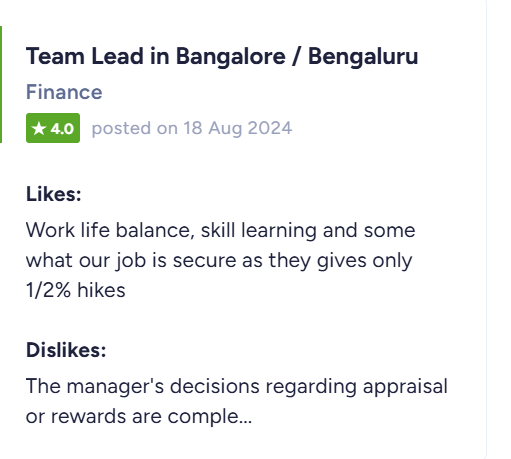 Team Lead in Bangalore / Bengaluru
Finance
★ 4.0 posted on 18 Aug 2024
Likes:
Work life balance, skill learning and some
what our job is secure as they gives only
1/2% hikes
Dislikes:
The manager's decisions regarding appraisal
or rewards are comple...